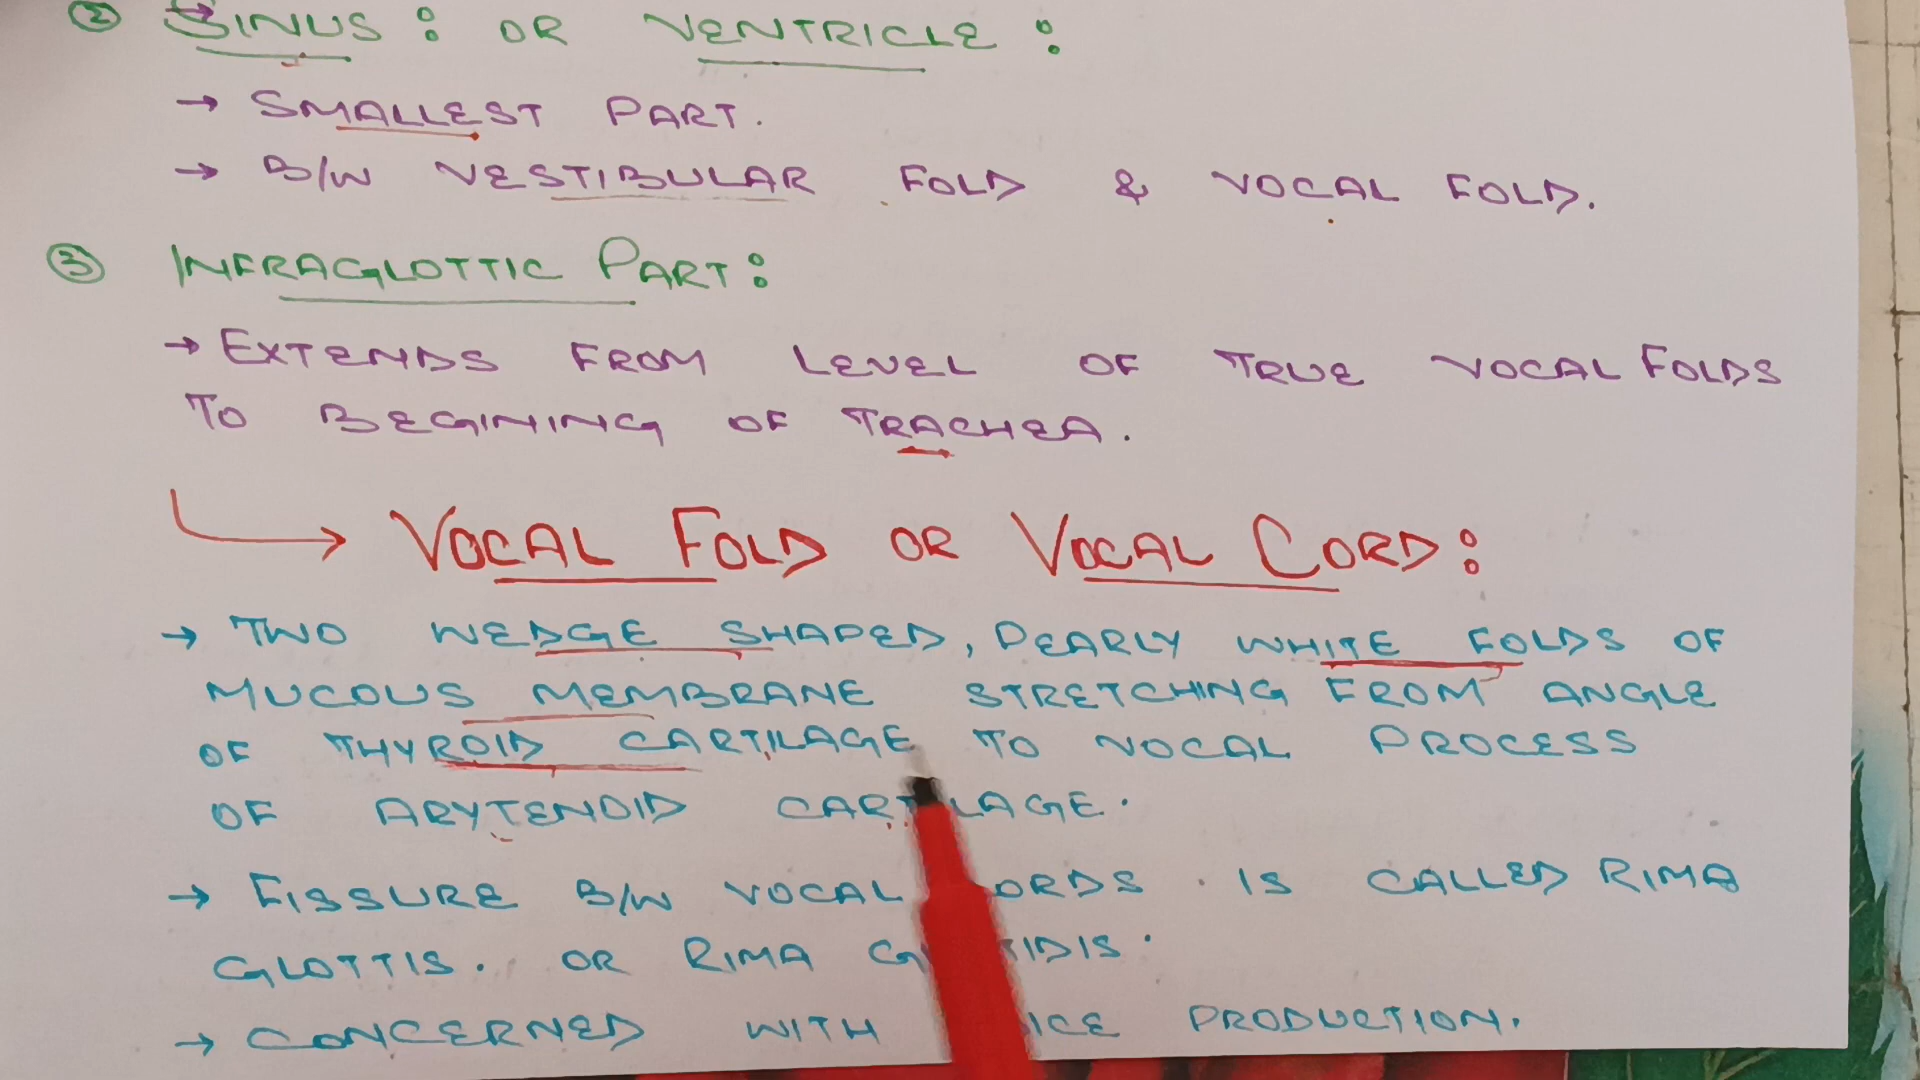 ② SINUS : OR VENTRICLE :
→ SMALLEST PART.
→ B/W VESTIBULAR FOLD & VOCAL FOLD.
③ INFRAGLOTTIC PART :
→ EXTENDS FROM LEVEL OF TRUE VOCAL FOLDS
TO BEGINING OF TRACHEA.
→ VOCAL FOLD OR VOCAL CORD :
→ TWO WEDGE SHAPED, PEARLY WHITE FOLDS OF
MUCOUS MEMBRANE STRETCHING FROM ANGLE
OF THYROID CARTILAGE TO VOCAL PROCESS
OF ARYTENOID CARTILAGE.
→ FISSURE B/W VOCAL CORDS IS CALLED RIMA
GLOTTIS. OR RIMA
→ CONCERNED WITH PRODUCTION.